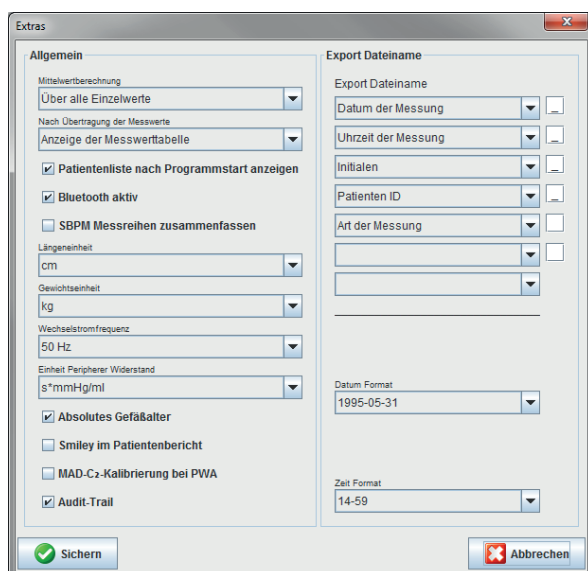 Extras
Allgemein
Mittelwertberechnung
Über alle Einzelwerte
Nach Übertragung der Messwerte
Anzeige der Messwerttabelle
Patientenliste nach Programmstart anzeigen
Bluetooth aktiv
SBPM Messreihen zusammenfassen
Längeneinheit
cm
Gewichtseinheit
kg
Wechselstromfrequenz
50 Hz
Einheit Peripherer Widerstand
s*mmHg/ml
Absolutes Gefäßalter
Smiley im Patientenbericht
MAD-C2-Kalibrierung bei PWA
Audit-Trail
Export Dateiname
Export Dateiname
Datum der Messung _
Uhrzeit der Messung _
Initialen _
Patienten ID _
Art der Messung
Datum Format
1995-05-31
Zeit Format
14-59
Sichern
Abbrechen